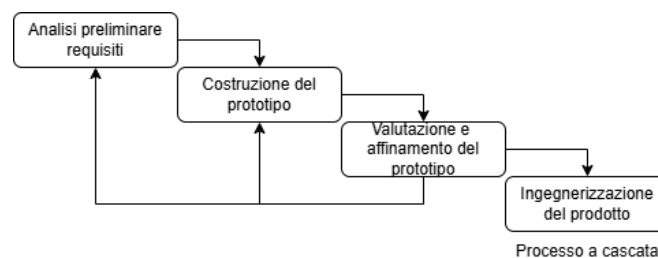 Analisi preliminare
requisiti
Costruzione del
prototipo
Valutazione e
affinamento del
prototipo
Ingegnerizzazione
del prodotto
Processo a cascata